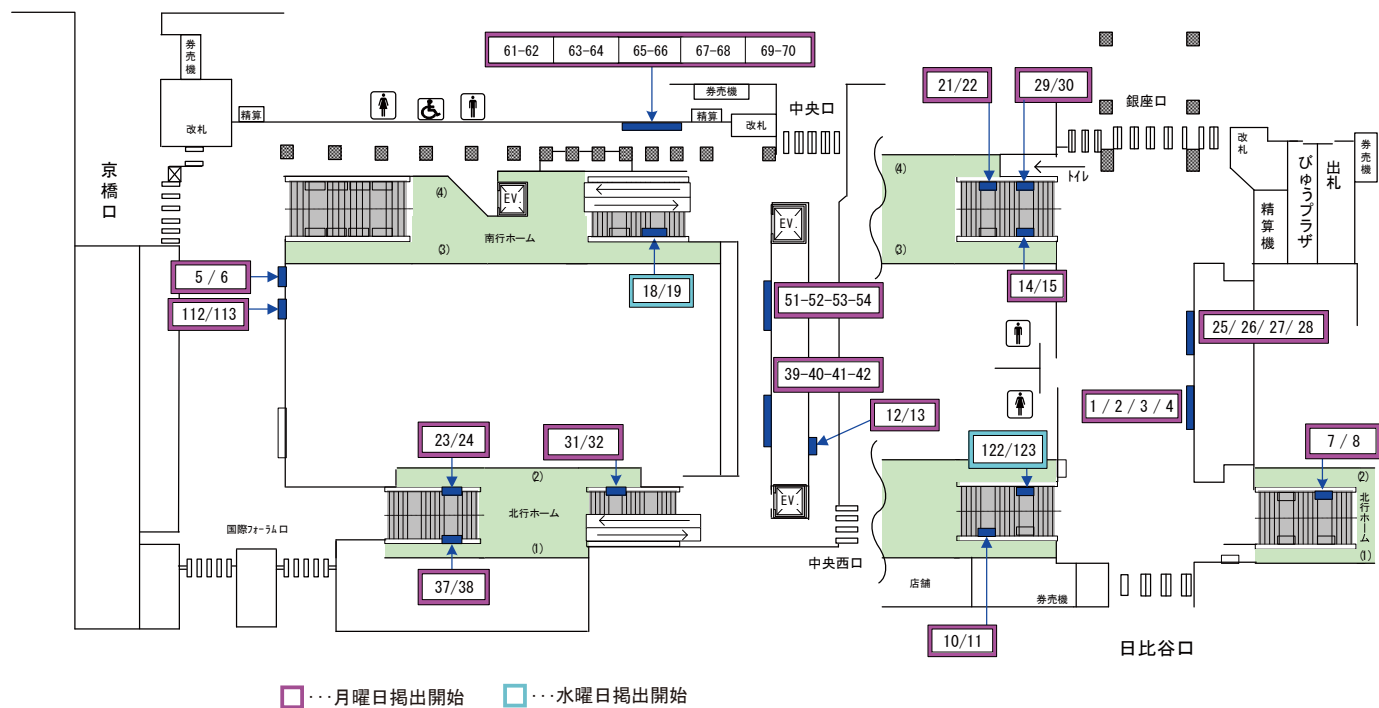 61-62 63-64 65-66 67-68 69-70
券売機
改札
精算
券売機
精算
改札
中央口
21/22
29/30
銀座口
改札
精算機
びゅうプラザ
出札
券売機
京橋口
トイレ
(4)
EV.
南行ホーム
(3)
EV.
(4)
(3)
5 / 6
112/113
18/19
51-52-53-54
14/15
25/ 26/ 27/ 28
39-40-41-42
1 / 2 / 3 / 4
12/13
23/24
31/32
122/123
7 / 8
(2)
北行ホーム
(1)
EV.
(2)
北行ホーム
(1)
国際フォーラム口
中央西口
37/38
店舗
券売機
10/11
日比谷口
···月曜日掲出開始
···水曜日掲出開始